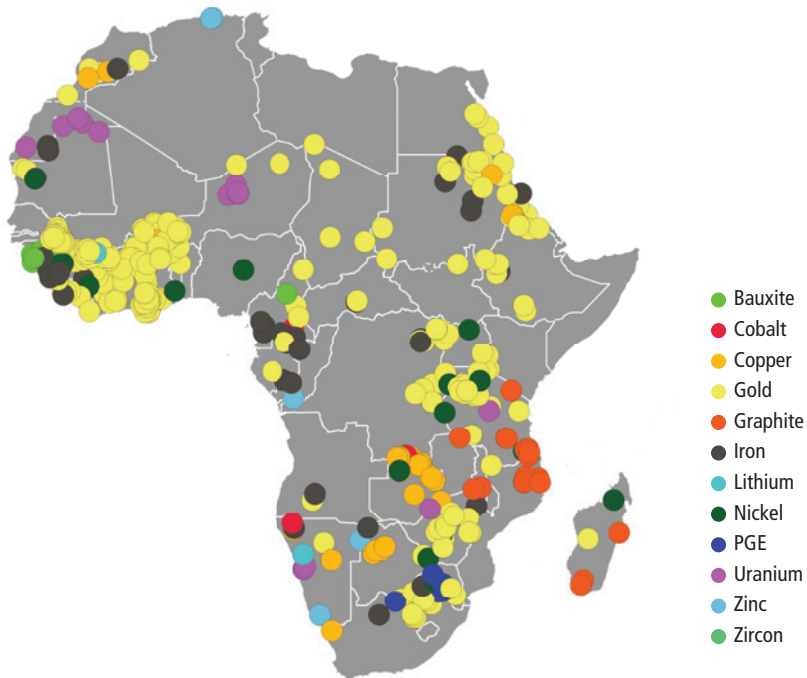 Bauxite
Cobalt
Copper
Gold
Graphite
Iron
Lithium
Nickel
PGE
Uranium
Zinc
Zircon